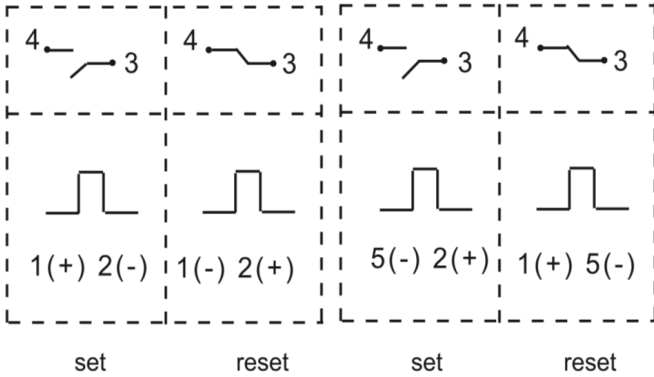 4 3 4 3 4 3 4 3
1(+) 2(-) 1(-) 2(+) 5(-) 2(+) 1(+) 5(-)
set reset set reset